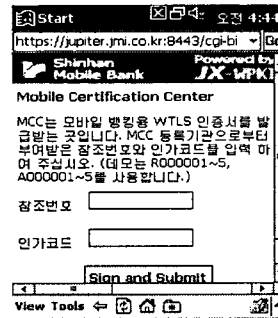 Start 오전 4:4
https://jupiter.jmi.co.kr:8443/cgi-bi
Shinhan Powered by
Mobile Bank JX-WPKI
Mobile Certification Center
MCC는 모바일 뱅킹용 WTLS 인증서를 발
급받는 곳입니다. MCC 등록기관으로부터
부여받은 참조번호와 인가코드를 입력 하
여 주십시오. (데모는 R000001~5,
A000001~5를 사용합니다.)
참조번호
인가코드
Sign and Submit
View Tools